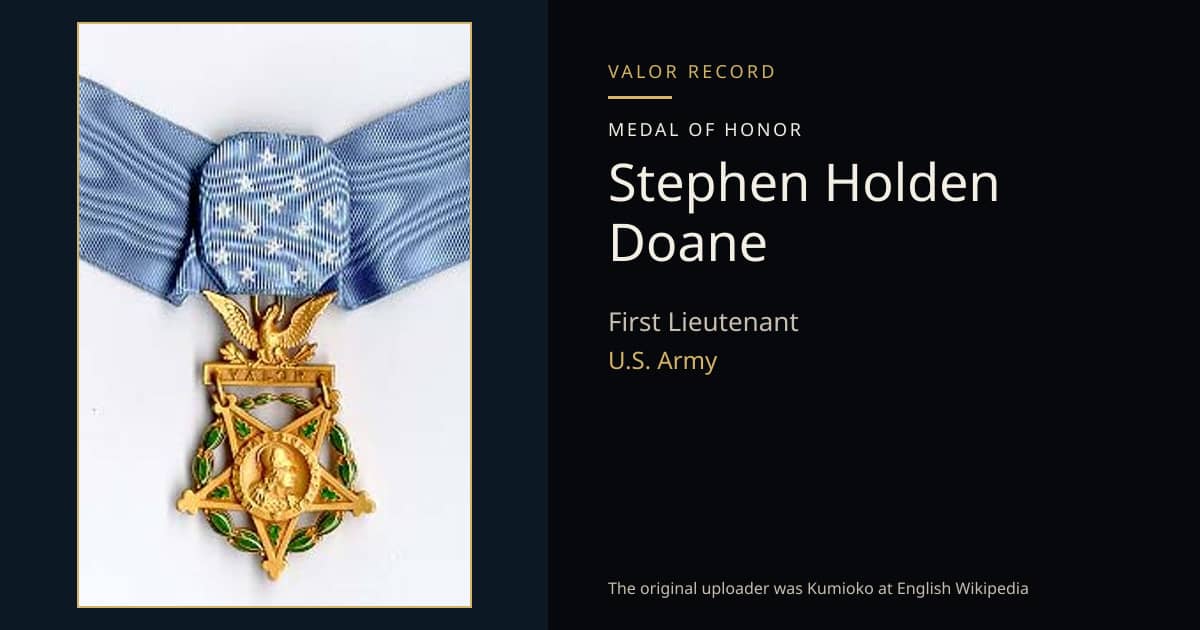 VALOR
VALOR RECORD
MEDAL OF HONOR
Stephen Holden
Doane
First Lieutenant
U.S. Army
The original uploader was Kumioko at English Wikipedia